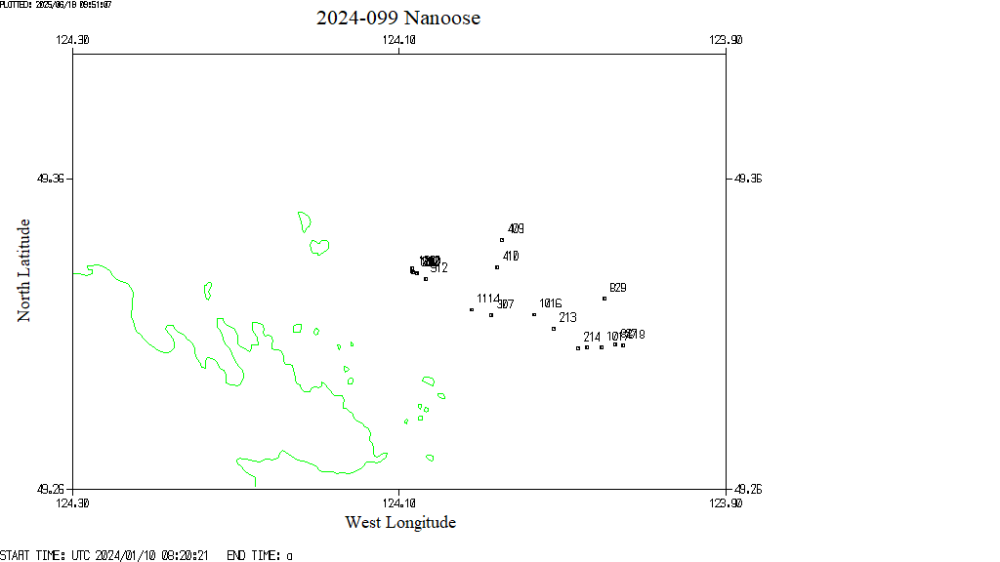 PLOTTED: 2025/06/18 09:51:07
2024-099 Nanoose
124.30 124.10 123.90
409
410
512
829
1114 307 1016
213
214
49.36 49.36
North Latitude
49.26 49.26
124.30 124.10 123.90
West Longitude
START TIME: UTC 2024/01/10 08:20:21 END TIME: a